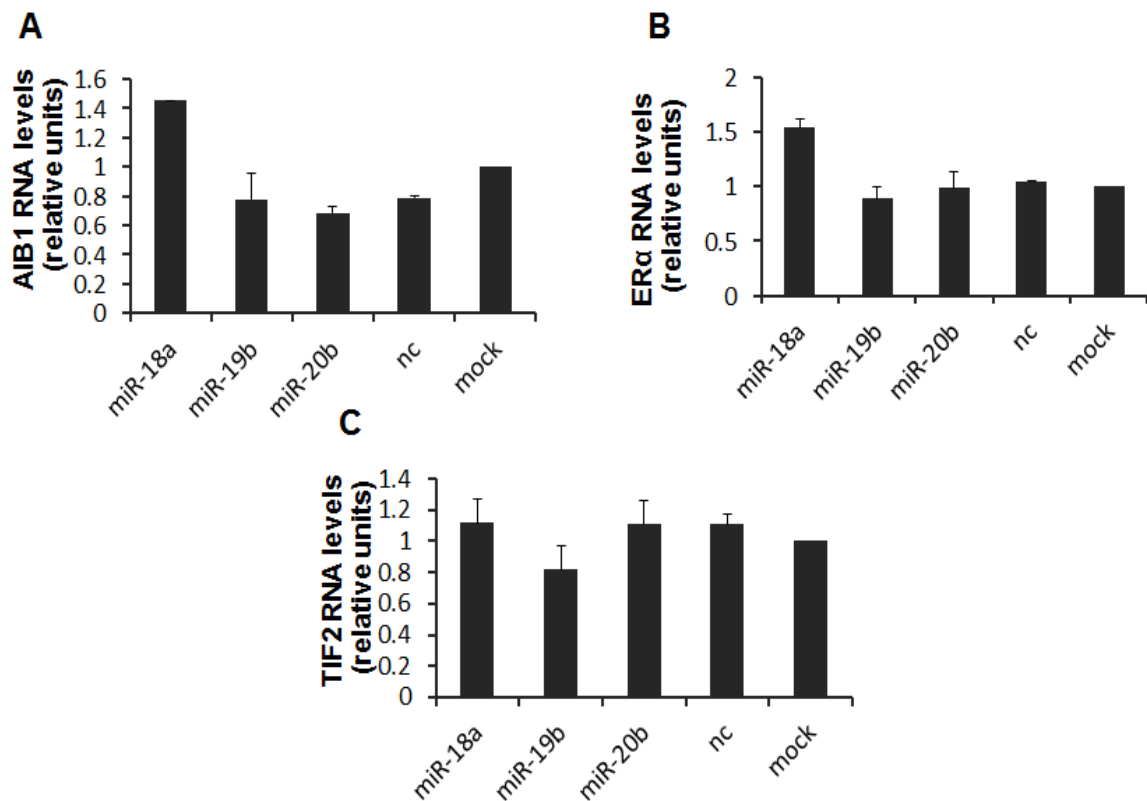 A
AIB1 RNA levels
(relative units)
1.6
1.4
1.2
1
0.8
0.6
0.4
0.2
0
miR-18a
miR-19b
miR-20b
nc
mock
B
ERα RNA levels
(relative units)
2
1.5
1
0.5
0
miR-18a
miR-19b
miR-20b
nc
mock
C
TIF2 RNA levels
(relative units)
1.4
1.2
1
0.8
0.6
0.4
0.2
0
miR-18a
miR-19b
miR-20b
nc
mock